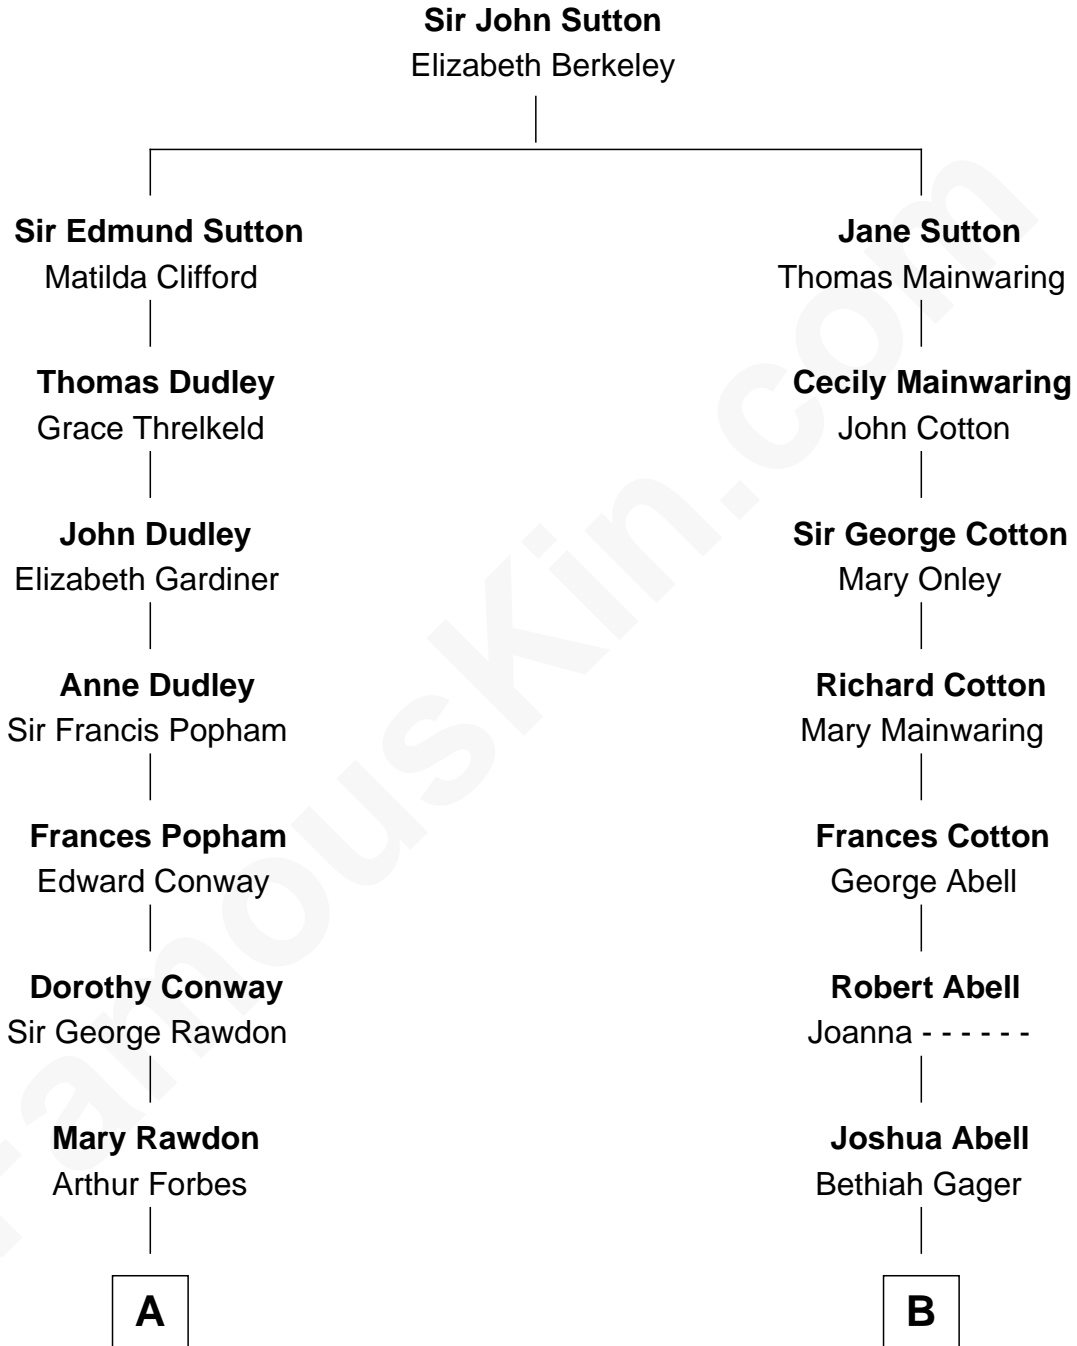 Sir John Sutton
Elizabeth Berkeley
Sir Edmund Sutton
Matilda Clifford
Jane Sutton
Thomas Mainwaring
Thomas Dudley
Grace Threlkeld
Cecily Mainwaring
John Cotton
John Dudley
Elizabeth Gardiner
Sir George Cotton
Mary Onley
Anne Dudley
Sir Francis Popham
Richard Cotton
Mary Mainwaring
Frances Popham
Edward Conway
Frances Cotton
George Abell
Dorothy Conway
Sir George Rawdon
Robert Abell
Joanna - - - - - -
Mary Rawdon
Arthur Forbes
Joshua Abell
Bethiah Gager
A
B
FamousKin.com